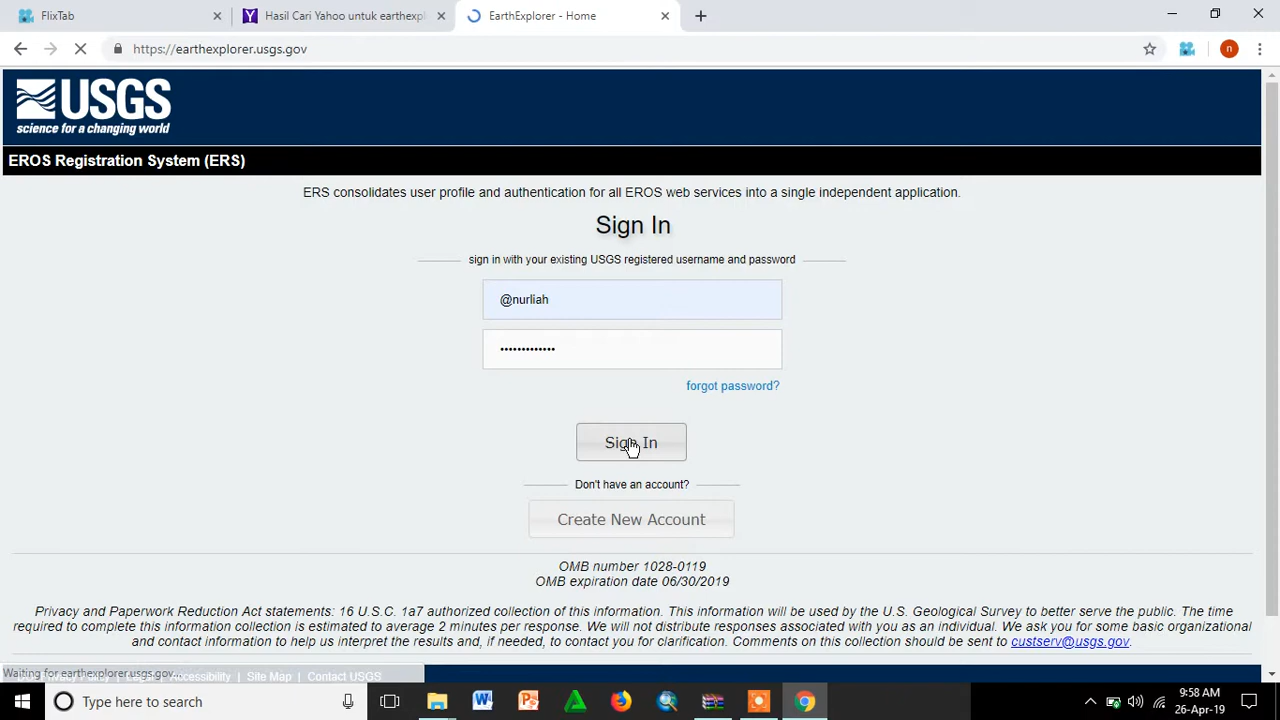 FlixTab
Hasil Cari Yahoo untuk earthexpl
EarthExplorer - Home
https://earthexplorer.usgs.gov
n
USGS
science for a changing world
EROS Registration System (ERS)
ERS consolidates user profile and authentication for all EROS web services into a single independent application.
Sign In
sign in with your existing USGS registered username and password
@nurliah
•••••••••••••
forgot password?
Sign In
Don't have an account?
Create New Account
OMB number 1028-0119
OMB expiration date 06/30/2019
Privacy and Paperwork Reduction Act statements: 16 U.S.C. 1a7 authorized collection of this information. This information will be used by the U.S. Geological Survey to better serve the public. The time
required to complete this information collection is estimated to average 2 minutes per response. We will not distribute responses associated with you as an individual. We ask you for some basic organizational
and contact information to help us interpret the results and, if needed, to contact you for clarification. Comments on this collection should be sent to custserv@usgs.gov.
Waiting for earthexplorer.usgs.gov...
Accessibility | Site Map | Contact USGS
Type here to search
9:58 AM
26-Apr-19